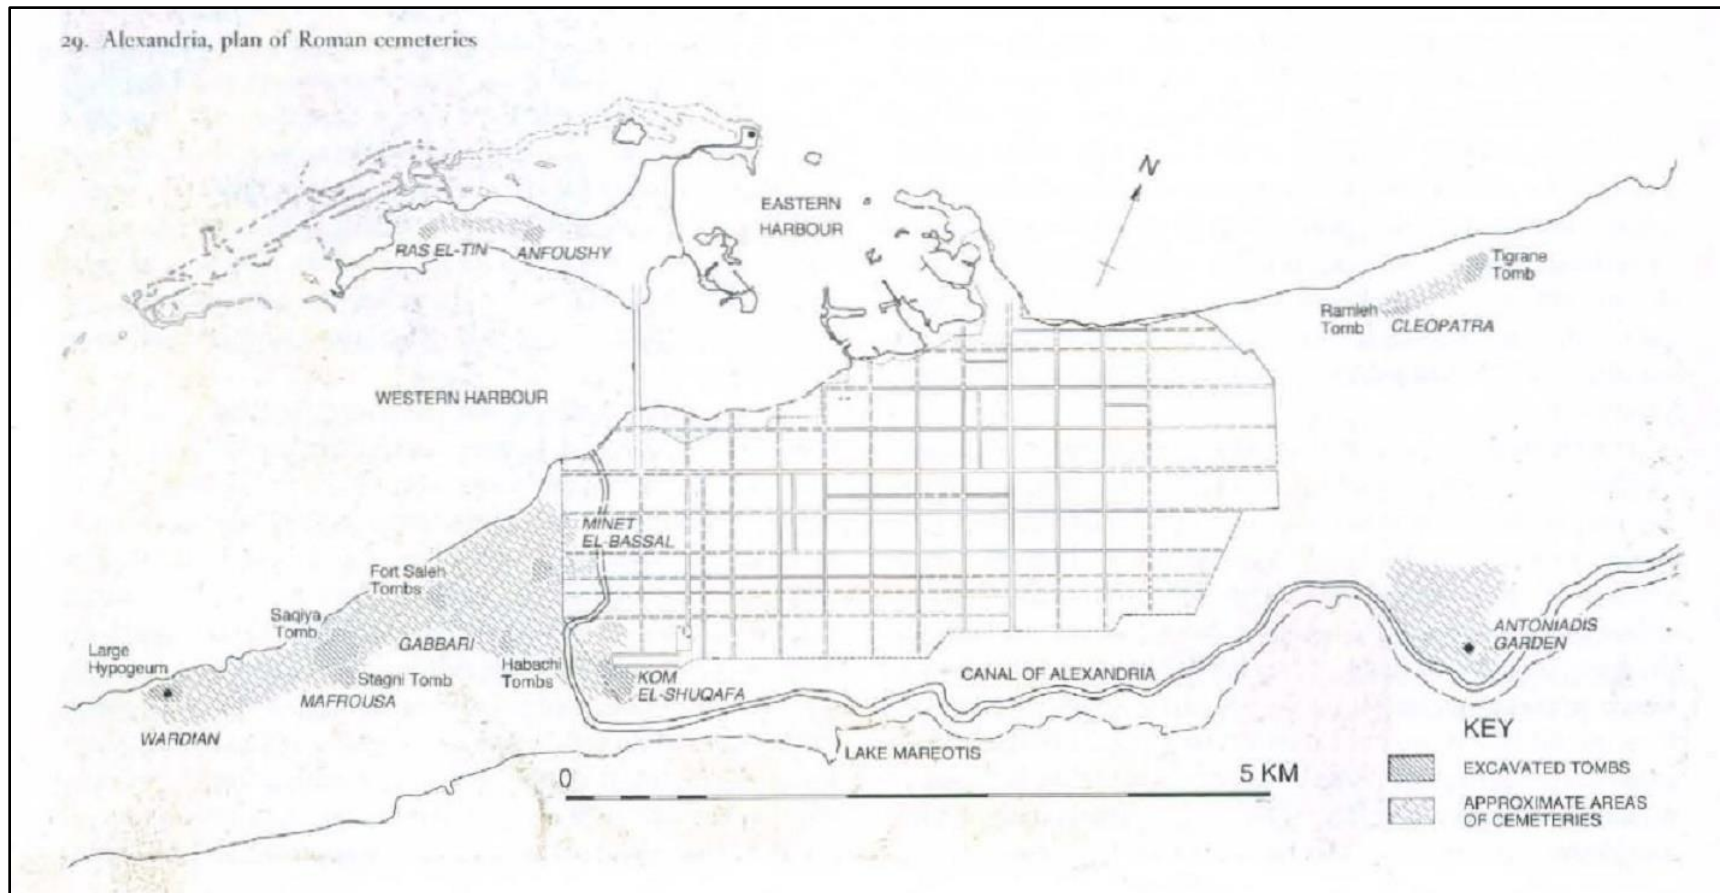 29. Alexandria, plan of Roman cemeteries
N
EASTERN
HARBOUR
RAS EL-TIN
ANFOUSHY
Tigrane
Tomb
Ramleh
Tomb
CLEOPATRA
WESTERN HARBOUR
MINET
EL-BASSAL
Fort Saleh
Tombs
Saqiya
Tomb
GABBARI
Large
Hypogeum
Habachi
Tombs
Stagni Tomb
MAFROUSA
KOM
EL-SHUQAFA
CANAL OF ALEXANDRIA
ANTONIADIS
GARDEN
WARDIAN
LAKE MAREOTIS
KEY
0
5 KM
EXCAVATED TOMBS
APPROXIMATE AREAS
OF CEMETERIES